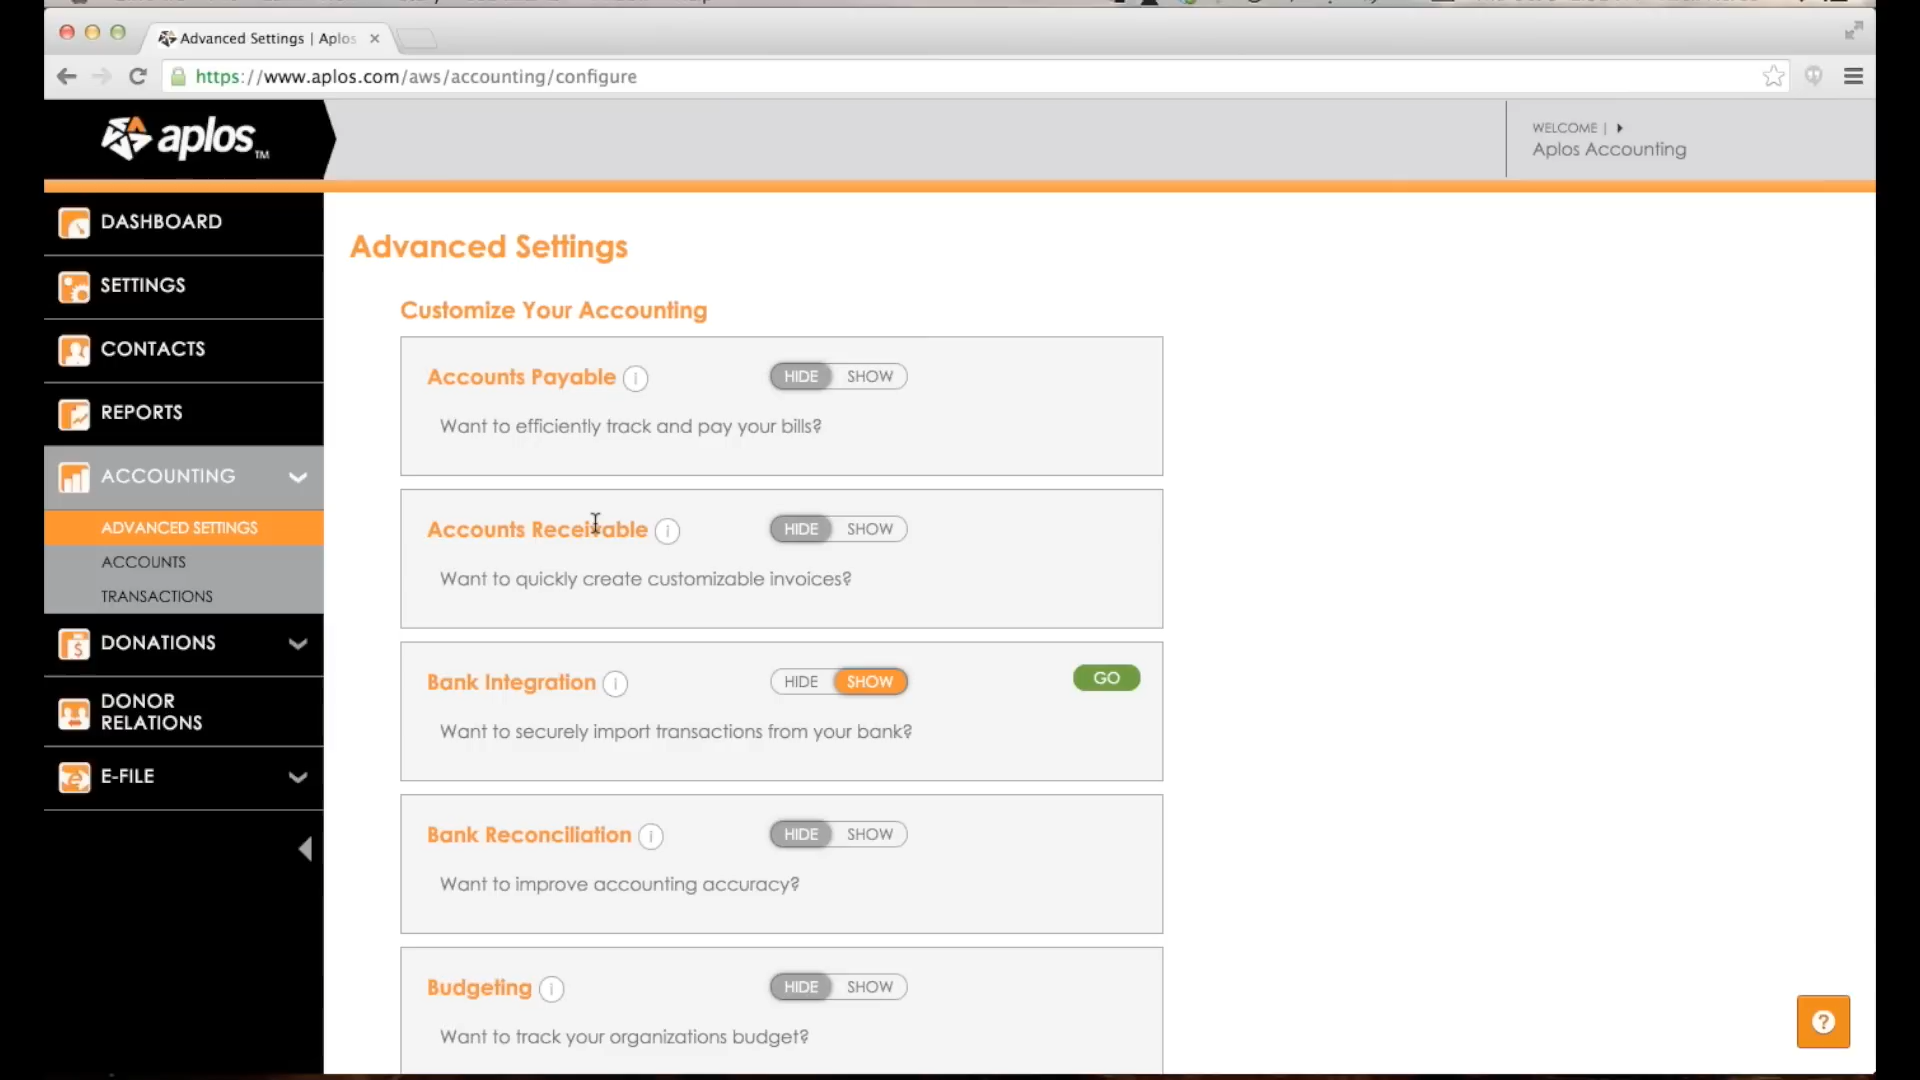 Advanced Settings | Aplos
https://www.aplos.com/aws/accounting/configure
aplos TM
WELCOME |
Aplos Accounting
DASHBOARD
SETTINGS
CONTACTS
REPORTS
ACCOUNTING
ADVANCED SETTINGS
ACCOUNTS
TRANSACTIONS
DONATIONS
DONOR
RELATIONS
E-FILE
Advanced Settings
Customize Your Accounting
Accounts Payable i HIDE SHOW
Want to efficiently track and pay your bills?
Accounts Receivable i HIDE SHOW
Want to quickly create customizable invoices?
Bank Integration i HIDE SHOW GO
Want to securely import transactions from your bank?
Bank Reconciliation i HIDE SHOW
Want to improve accounting accuracy?
Budgeting i HIDE SHOW
Want to track your organizations budget?
?